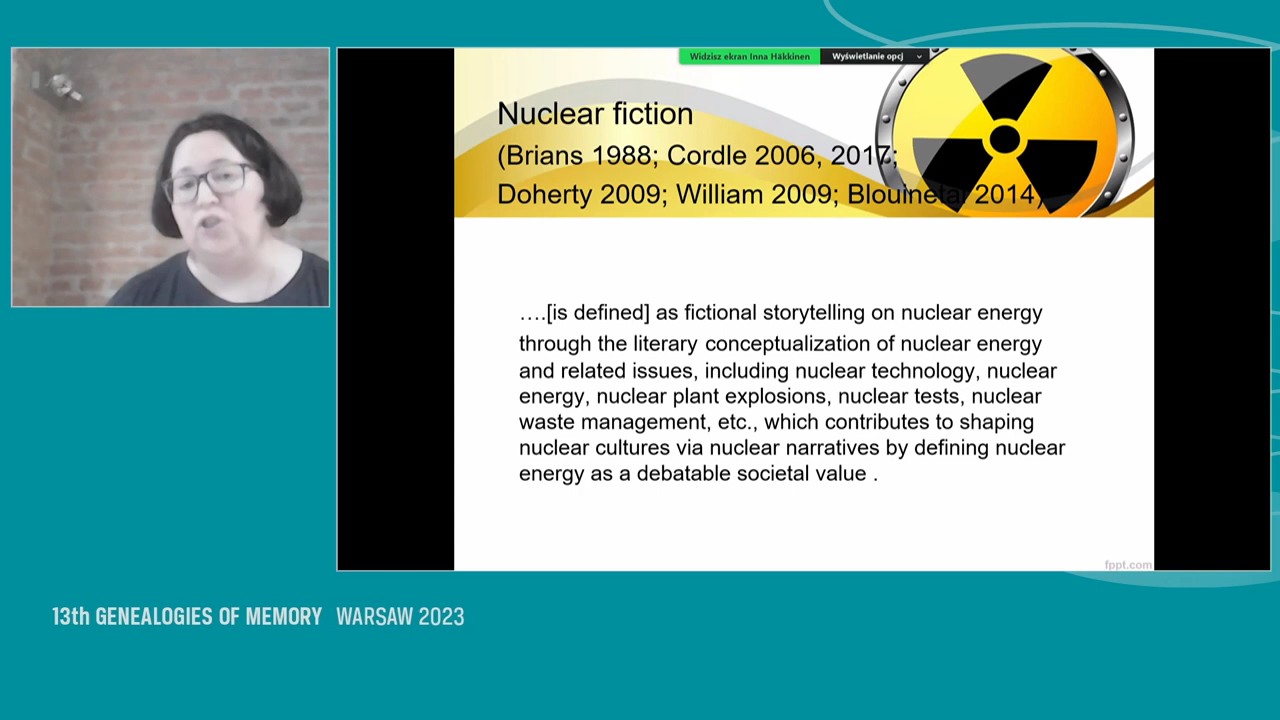 Widzisz ekran Inna Häkkinen
Wyświetlanie opcj
Nuclear fiction
(Brians 1988; Cordle 2006, 2017;
Doherty 2009; William 2009; 2014)
….[is defined] as fictional storytelling on nuclear energy
through the literary conceptualization of nuclear energy
and related issues, including nuclear technology, nuclear
energy, nuclear plant explosions, nuclear tests, nuclear
waste management, etc., which contributes to shaping
nuclear cultures via nuclear narratives by defining nuclear
energy as a debatable societal value .
fppt.com
13th GENEALOGIES OF MEMORY WARSAW 2023